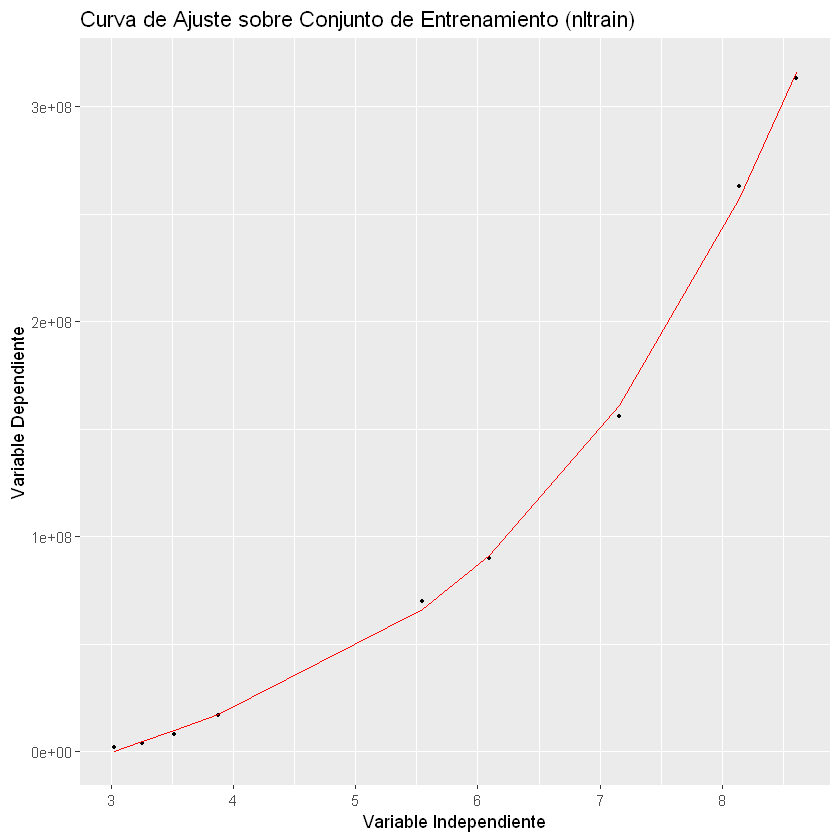 Curva de Ajuste sobre Conjunto de Entrenamiento (nltrain)
Variable Dependiente
3e+08
2e+08
1e+08
0e+00
3 4 5 6 7 8
Variable Independiente